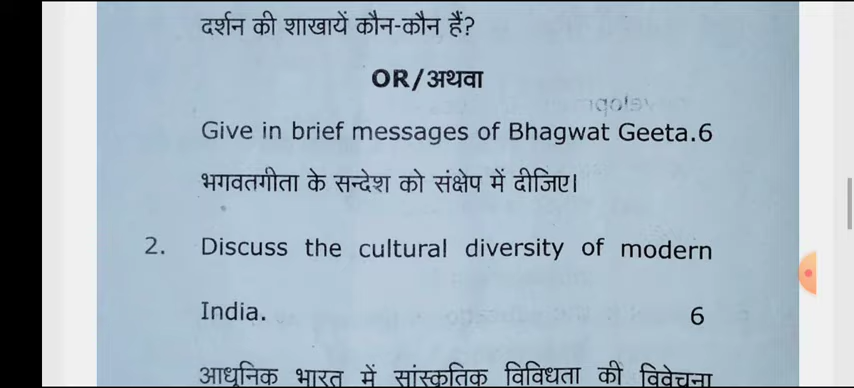 दर्शन की शाखायें कौन-कौन हैं?
OR/अथवा
Give in brief messages of Bhagwat Geeta.6
भगवतगीता के सन्देश को संक्षेप में दीजिए।
2. Discuss the cultural diversity of modern
India. 6
आधुनिक भारत में सांस्कृतिक विविधता की विवेचना